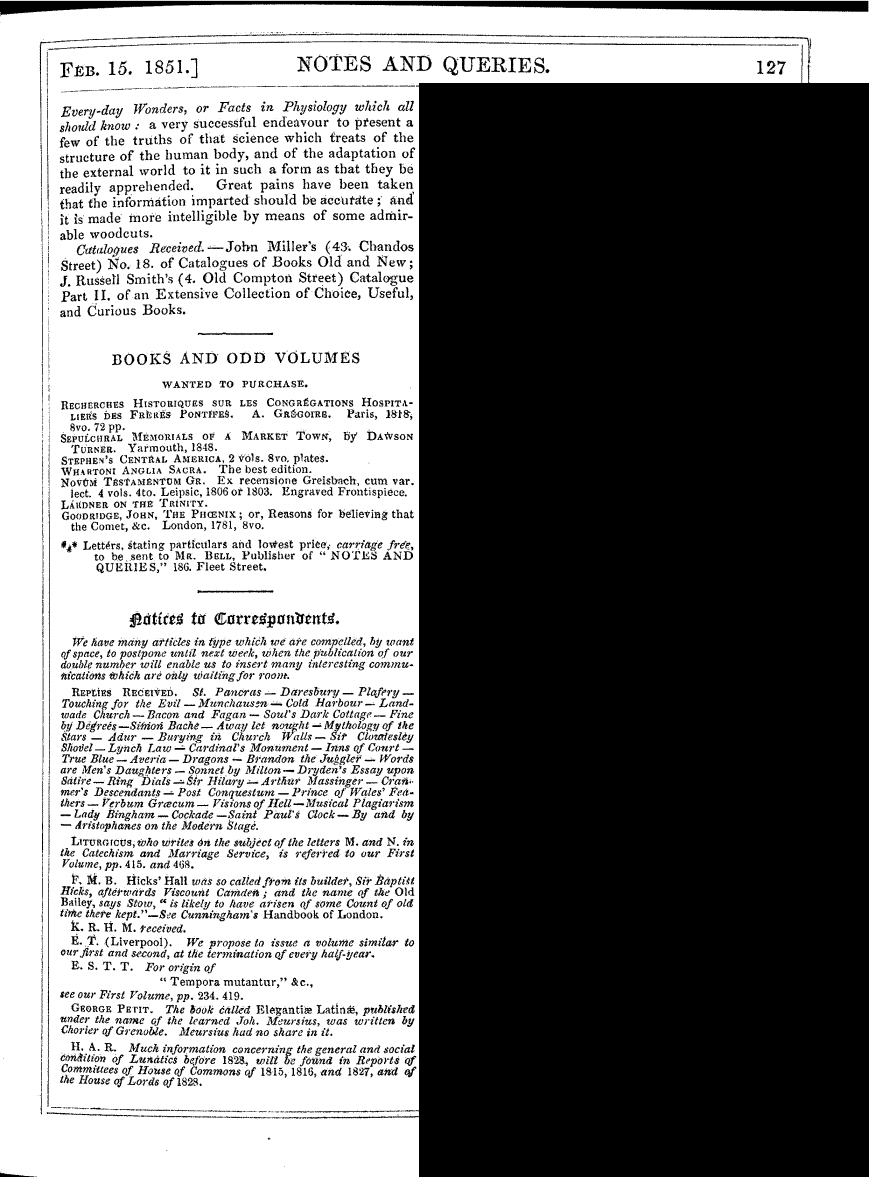 FEB. 15. 1851.]
NOTES AND QUERIES.
127
Every-day Wonders, or Facts in Physiology which all
should know : a very successful endeavour to present a
few of the truths of that science which treats of the
structure of the human body, and of the adaptation of
the external world to it in such a form as that they be
readily apprehended. Great pains have been taken
that the information imparted should be accurate ; and
it is made more intelligible by means of some admir-
able woodcuts.
Catalogues Received.—John Miller's (43. Chandos
Street) No. 18. of Catalogues of Books Old and New ;
J. Russell Smith's (4. Old Compton Street) Catalogue
Part II. of an Extensive Collection of Choice, Useful,
and Curious Books.
BOOKS AND ODD VOLUMES
WANTED TO PURCHASE.
RECHERCHES HISTORIQUES SUR LES CONGRÉGATIONS HOSPITA-
LIERS DES FRÈRES PONTIFES. A. GRÉGOIRE. Paris, 1818,
8vo. 72 pp.
SEPULCHRAL MEMORIALS OF A MARKET TOWN, by DAWSON
TURNER. Yarmouth, 1848.
STEPHEN'S CENTRAL AMERICA, 2 vols. 8vo. plates.
WHARTONI ANGLIA SACRA. The best edition.
NOVUM TESTAMENTUM GR. Ex recensione Greisbach, cum var.
lect. 4 vols. 4to. Leipsic, 1806 or 1803. Engraved Frontispiece.
LARDNER ON THE TRINITY.
GOODRIDGE, JOHN, THE PHŒNIX ; or, Reasons for believing that
the Comet, &c. London, 1781, 8vo.
*** Letters, stating particulars and lowest price, carriage free,
to be sent to MR. BELL, Publisher of " NOTES AND
QUERIES," 186. Fleet Street.
Notices to Correspondents.
We have many articles in type which we are compelled, by want
of space, to postpone until next week, when the publication of our
double number will enable us to insert many interesting commu-
nications which are only waiting for room.
REPLIES RECEIVED. St. Pancras — Daresbury — Plafery —
Touching for the Evil — Munchausen — Cold Harbour — Land-
wade Church — Bacon and Fagan — Soul's Dark Cottage — Fine
by Degrees — Simon Bache — Away let nought — Mythology of the
Stars — Adur — Burying in Church Walls — Sir Clowdesley
Shovel — Lynch Law — Cardinal's Monument — Inns of Court —
True Blue — Averia — Dragons — Brandon the Juggler — Words
are Men's Daughters — Sonnet by Milton — Dryden's Essay upon
Satire — Ring Dials — Sir Hilary — Arthur Massinger — Cran-
mer's Descendants — Post Conquestum — Prince of Wales' Fea-
thers — Verbum Græcum — Visions of Hell — Musical Plagiarism
— Lady Bingham — Cockade — Saint Paul's Clock — By and by
— Aristophanes on the Modern Stage.
LITURGICUS, who writes on the subject of the letters M. and N. in
the Catechism and Marriage Service, is referred to our First
Volume, pp. 415. and 468.
F. M. B. Hicks' Hall was so called from its builder, Sir Baptist
Hicks, afterwards Viscount Camden ; and the name of the Old
Bailey, says Stow, " is likely to have arisen of some Count of old
time there kept."—See Cunningham's Handbook of London.
K. R. H. M. received.
E. T. (Liverpool). We propose to issue a volume similar to
our first and second, at the termination of every half-year.
E. S. T. T. For origin of
" Tempora mutantur," &c.,
see our First Volume, pp. 234. 419.
GEORGE PETIT. The book called Elegantiæ Latinæ, published
under the name of the learned Joh. Meursius, was written by
Chorier of Grenoble. Meursius had no share in it.
H. A. R. Much information concerning the general and social
condition of Lunatics before 1828, will be found in Reports of
Committees of House of Commons of 1815, 1816, and 1827, and of
the House of Lords of 1828.